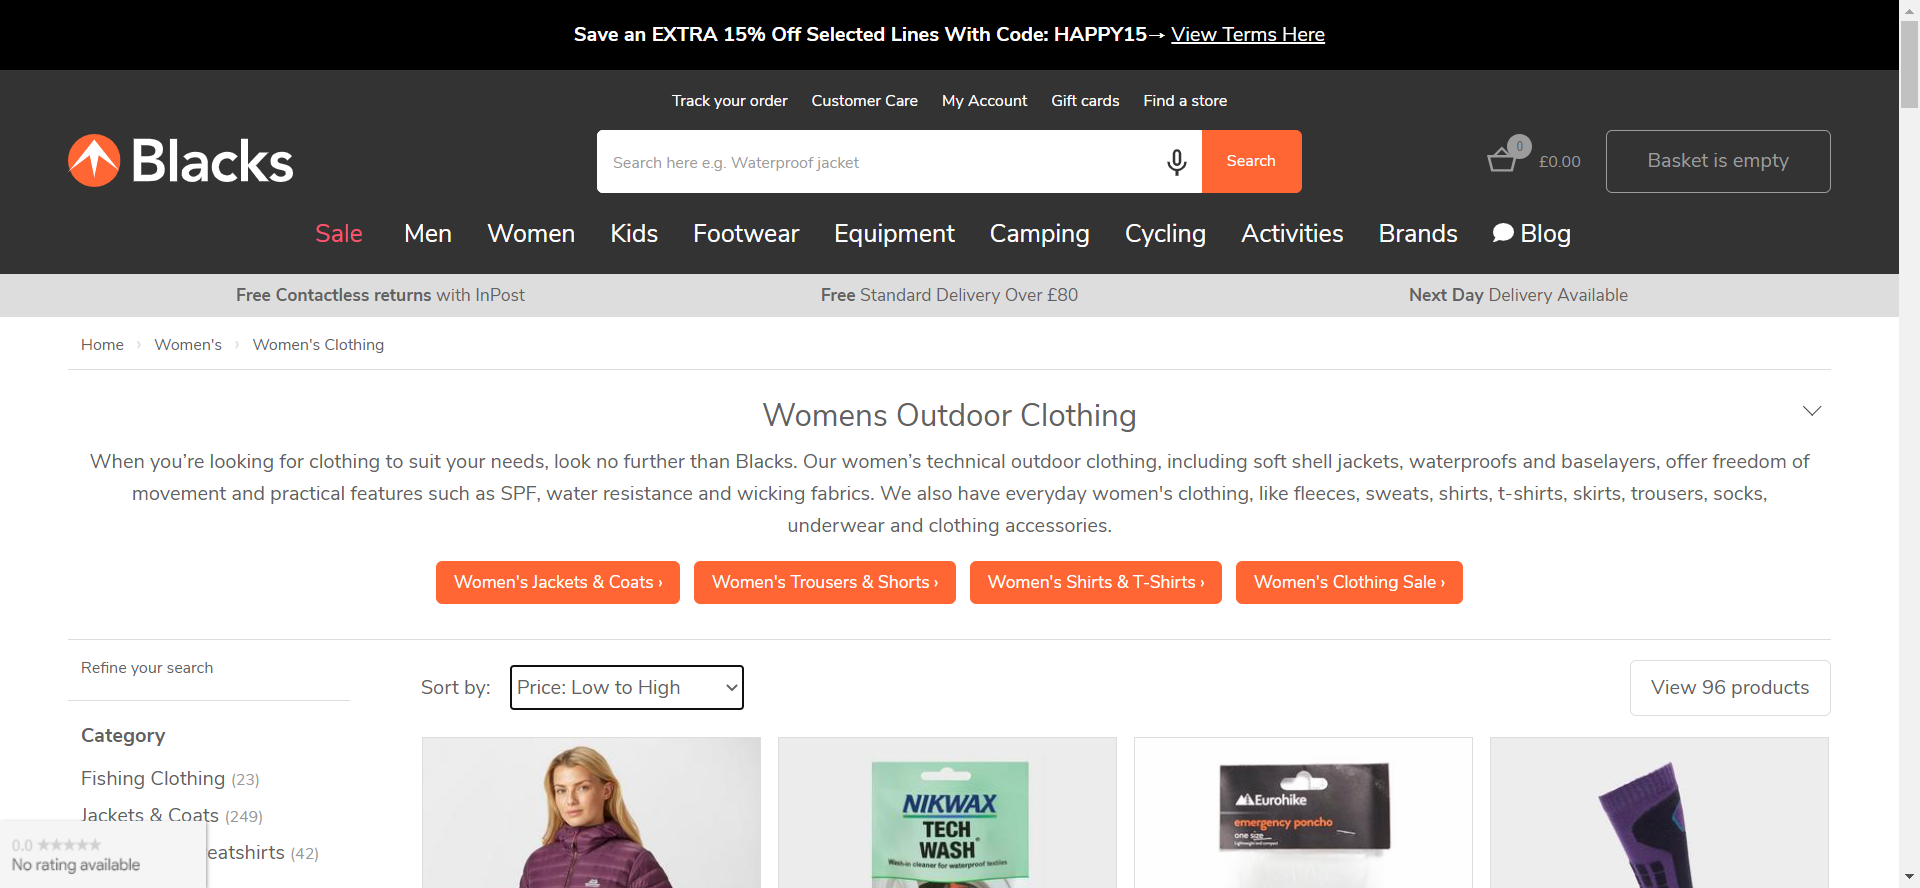 Save an EXTRA 15% Off Selected Lines With Code: HAPPY15→ View Terms Here
Track your order Customer Care My Account Gift cards Find a store
Blacks
Search here e.g. Waterproof jacket
Search
0
£0.00
Basket is empty
Sale Men Women Kids Footwear Equipment Camping Cycling Activities Brands Blog
Free Contactless returns with InPost
Free Standard Delivery Over £80
Next Day Delivery Available
Home › Women's › Women's Clothing
Womens Outdoor Clothing
When you’re looking for clothing to suit your needs, look no further than Blacks. Our women’s technical outdoor clothing, including soft shell jackets, waterproofs and baselayers, offer freedom of
movement and practical features such as SPF, water resistance and wicking fabrics. We also have everyday women's clothing, like fleeces, sweats, shirts, t-shirts, skirts, trousers, socks,
underwear and clothing accessories.
Women's Jackets & Coats ›
Women's Trousers & Shorts ›
Women's Shirts & T-Shirts ›
Women's Clothing Sale ›
Refine your search
Sort by: Price: Low to High
View 96 products
Category
Fishing Clothing (23)
Jackets & Coats (249)
eatshirts (42)
0.0 ★★★★★
No rating available
NIKWAX
TECH
WASH
Wash-in cleaner for waterproof textiles
Eurohike
emergency poncho
one size
Lightweight and compact